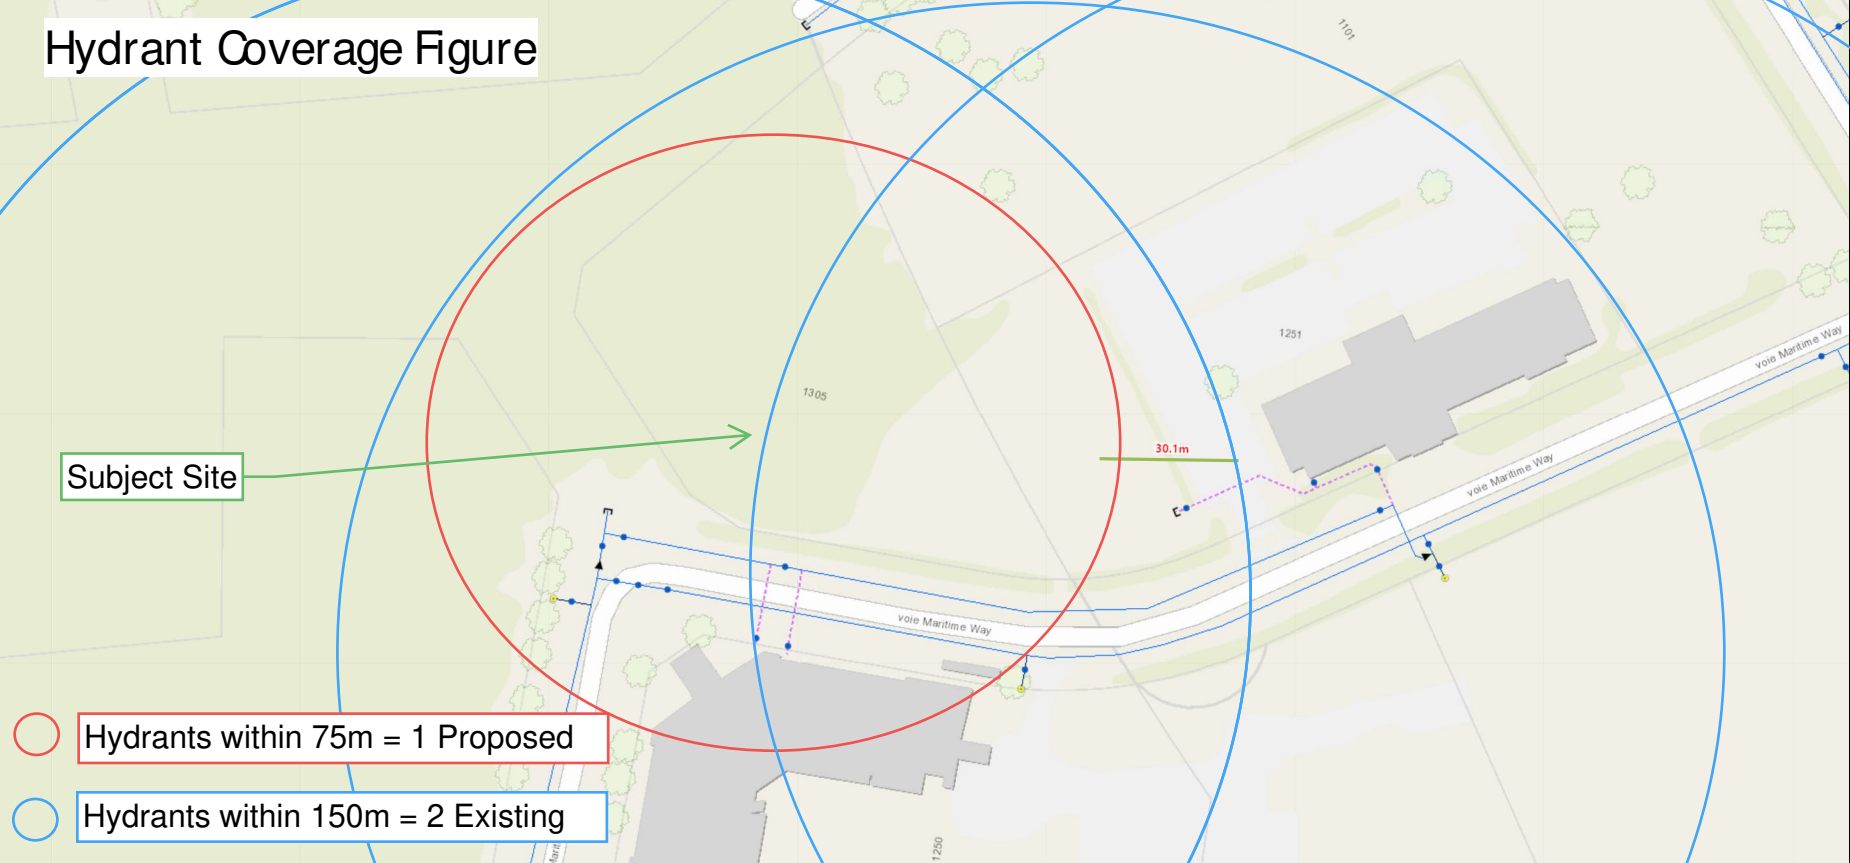 Hydrant Coverage Figure
1101
1251
voie Maritime Way
1305
30.1m
Subject Site
voie Maritime Way
voie Maritime Way
Hydrants within 75m = 1 Proposed
Hydrants within 150m = 2 Existing
1250